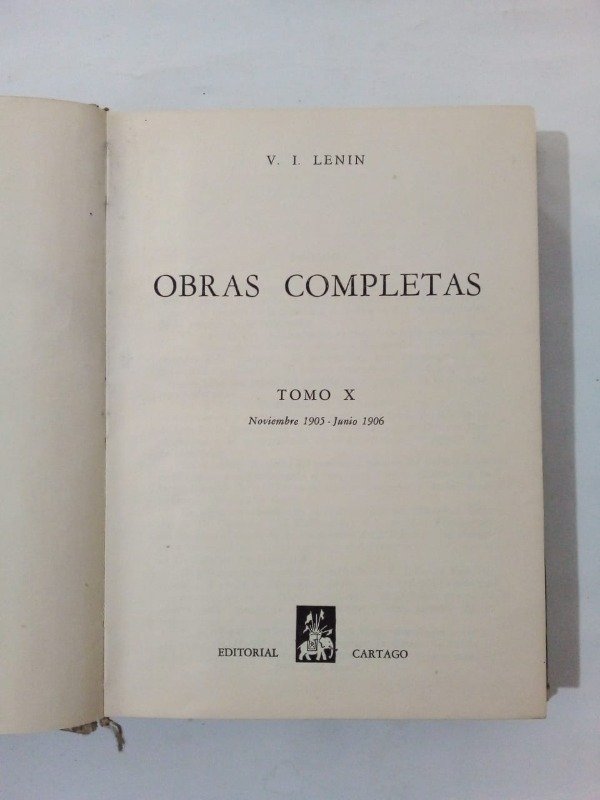 V. I. LENIN
OBRAS COMPLETAS
TOMO X
Noviembre 1905 - Junio 1906
EDITORIAL CARTAGO